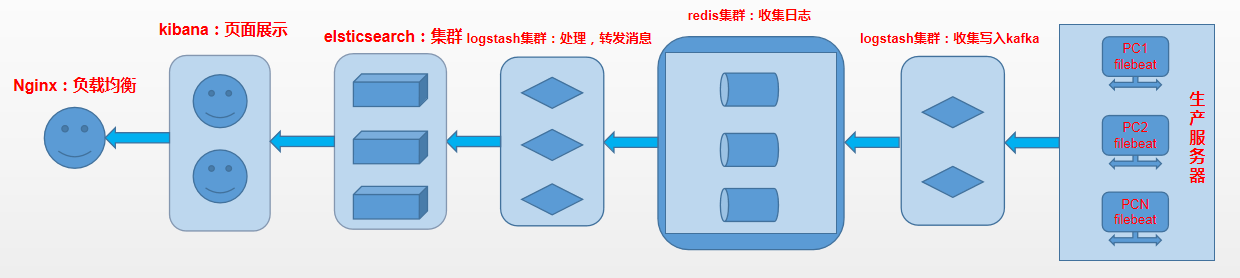 Nginx：负载均衡
kibana：页面展示
elsticsearch：集群
logstash集群：处理，转发消息
redis集群：收集日志
logstash集群：收集写入kafka
PC1
filebeat
PC2
filebeat
PCN
filebeat
生产服务器